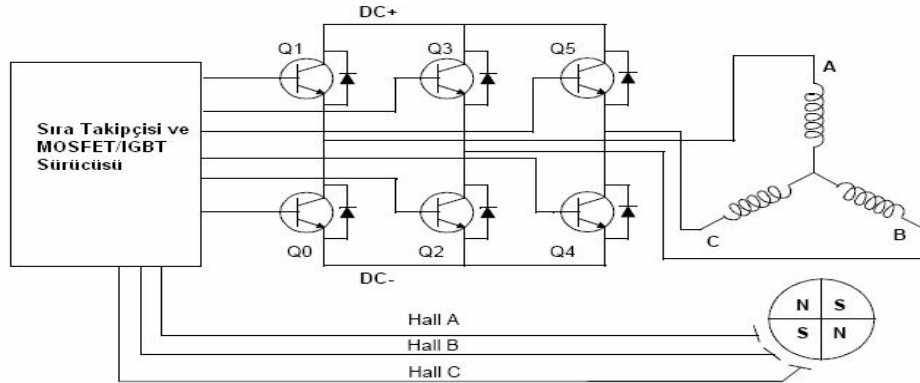 DC+
Q1
Q3
Q5
A
Sıra Takipçisi ve
MOSFET/IGBT
Sürücüsü
C
B
Q0
Q2
Q4
DC-
Hall A
Hall B
Hall C
N S
S N